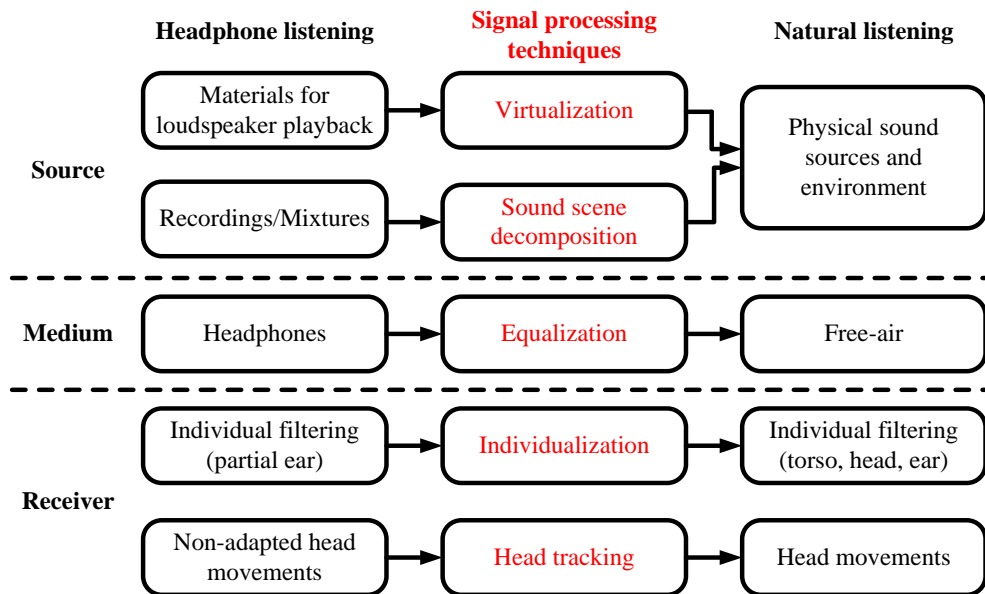 Headphone listening
Signal processing
techniques
Natural listening
Source
Materials for
loudspeaker playback
Virtualization
Physical sound
sources and
environment
Recordings/Mixtures
Sound scene
decomposition
Medium
Headphones
Equalization
Free-air
Receiver
Individual filtering
(partial ear)
Individualization
Individual filtering
(torso, head, ear)
Non-adapted head
movements
Head tracking
Head movements